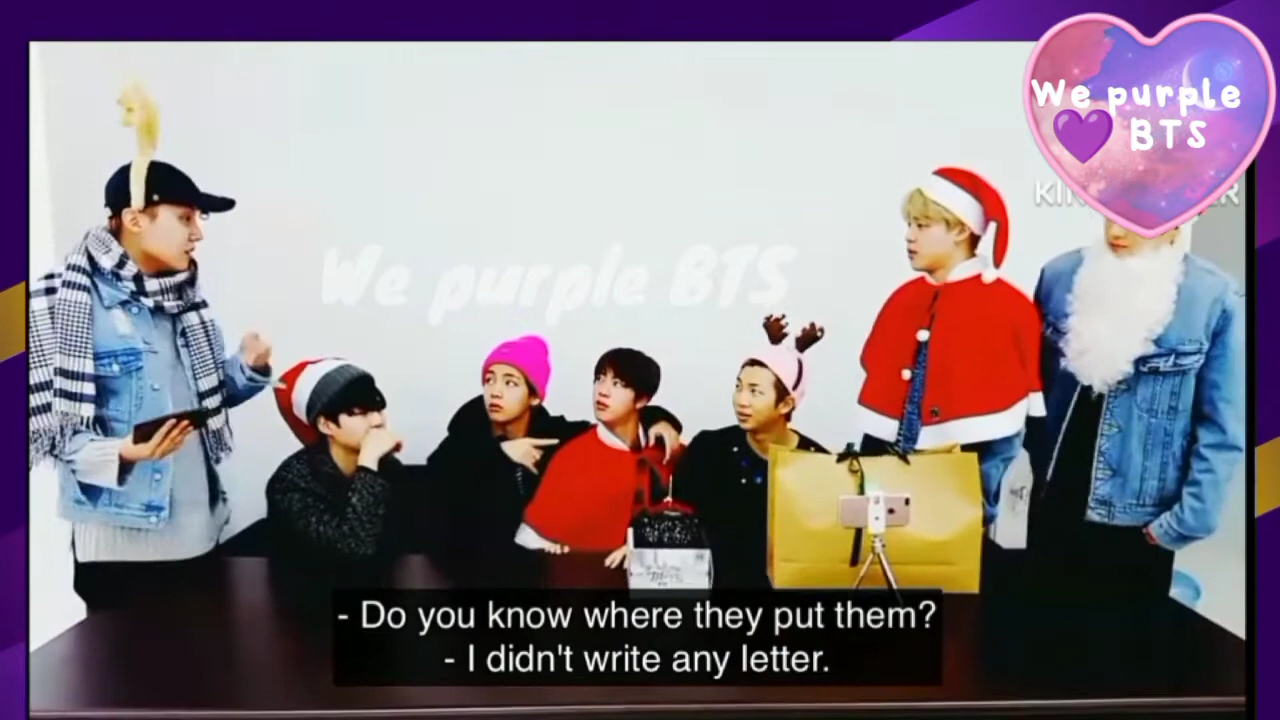 We purple
💜 BTS
We purple BTS
- Do you know where they put them?
- I didn't write any letter.